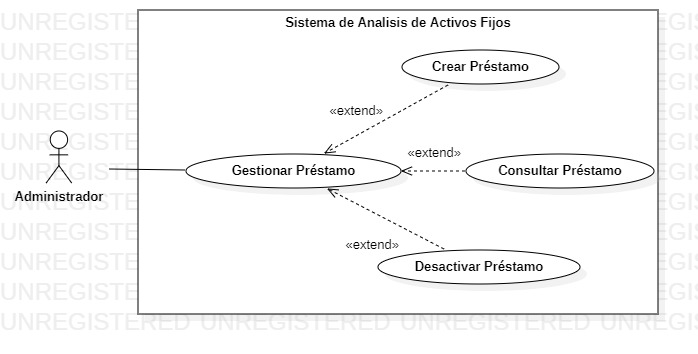 Sistema de Analisis de Activos Fijos
Crear Préstamo
«extend»
«extend»
Administrador
Gestionar Préstamo
Consultar Préstamo
«extend»
Desactivar Préstamo
UNREGISTERED UNREGISTERED UNREGISTERED UNREGIS